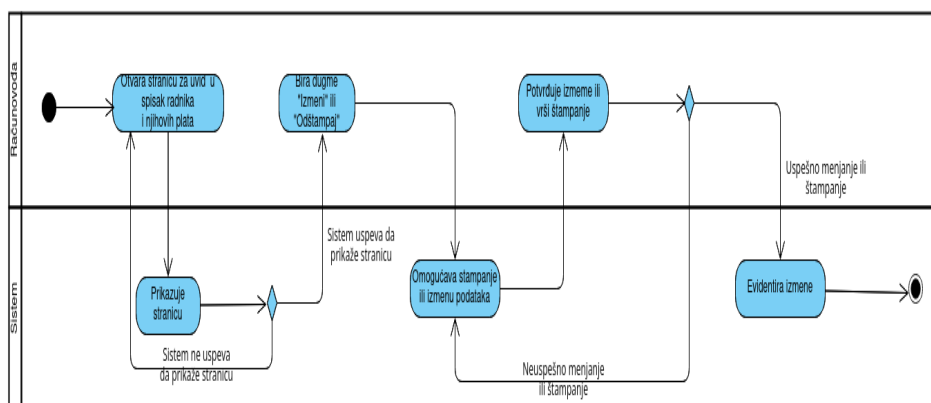 Računovođa
Otvara stranicu za uvid u
spisak radnika
i njihovih plata
Bira dugme
"Izmeni" ili
"Odštampaj"
Potvrđuje izmeme ili
vrši štampanje
Uspešno menjanje ili
štampanje
Sistem
Sistem uspeva da
prikaže stranicu
Prikazuje
stranicu
Sistem ne uspeva
da prikaže stranicu
Omogućava stampanje
ili izmenu podataka
Neuspešno menjanje
ili štampanje
Evidentira izmene